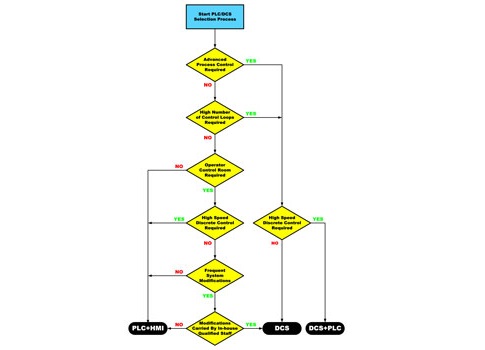 Start PLC/DCS
Selection Process
Advanced
Process Control
Required
YES
NO
High Number
of Control Loops
Required
YES
NO
Operator
Control Room
Required
NO
YES
High Speed
Discrete Control
Required
YES
NO
High Speed
Discrete Control
Required
YES
NO
Frequent
System
Modifications
NO
YES
Modifications
Carried By In-house
Qualified Staff
NO
YES
PLC+HMI
DCS
DCS+PLC